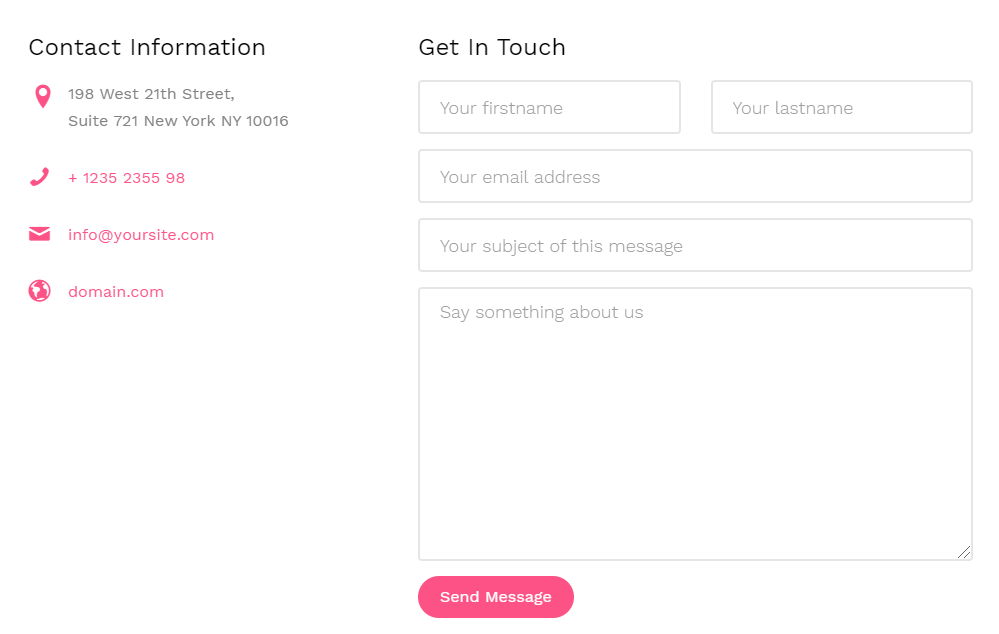 Contact Information
198 West 21th Street,
Suite 721 New York NY 10016
+ 1235 2355 98
info@yoursite.com
domain.com
Get In Touch
Your firstname
Your lastname
Your email address
Your subject of this message
Say something about us
Send Message